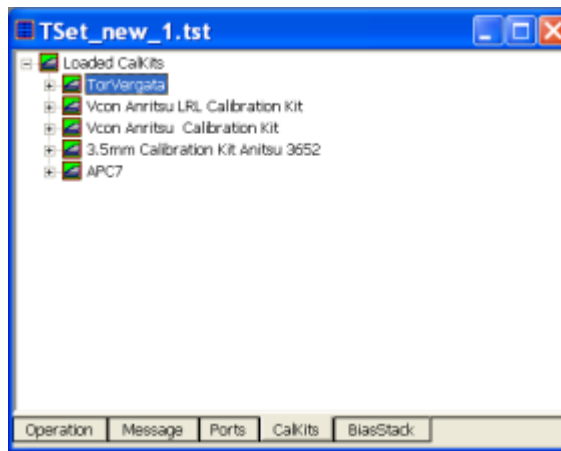 TSet_new_1.tst
Loaded CalKits
TorVergata
Vcon Anritsu LRL Calibration Kit
Vcon Anritsu Calibration Kit
3.5mm Calibration Kit Anitsu 3652
APC7
Operation Message Ports CalKits BiasStack